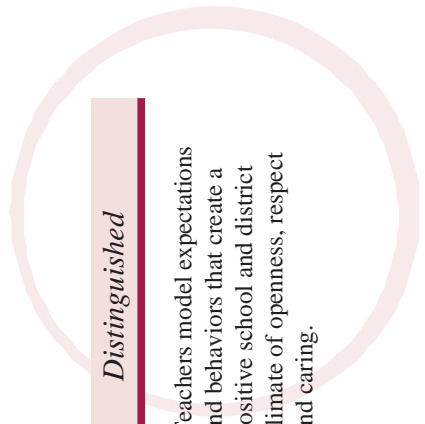 Distinguished
eachers model expectations
nd behaviors that create a
ositive school and district
limate of openness, respect
nd caring.